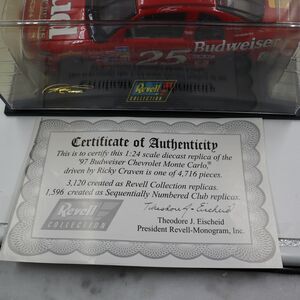 Bud
25
Budweiser
Revell
COLLECTION
Certificate of Authenticity
This is to certify this 1:24 scale diecast replica of the
'97 Budweiser Chevrolet Monte Carlo,
driven by Ricky Craven is one of 4,716 pieces.
3,120 created as Revell Collection replicas.
1,596 created as Sequentially Numbered Club replicas.
Revell
COLLECTION
Theodore J. Eischeid
Theodore J. Eischeid
President Revell-Monogram, Inc.